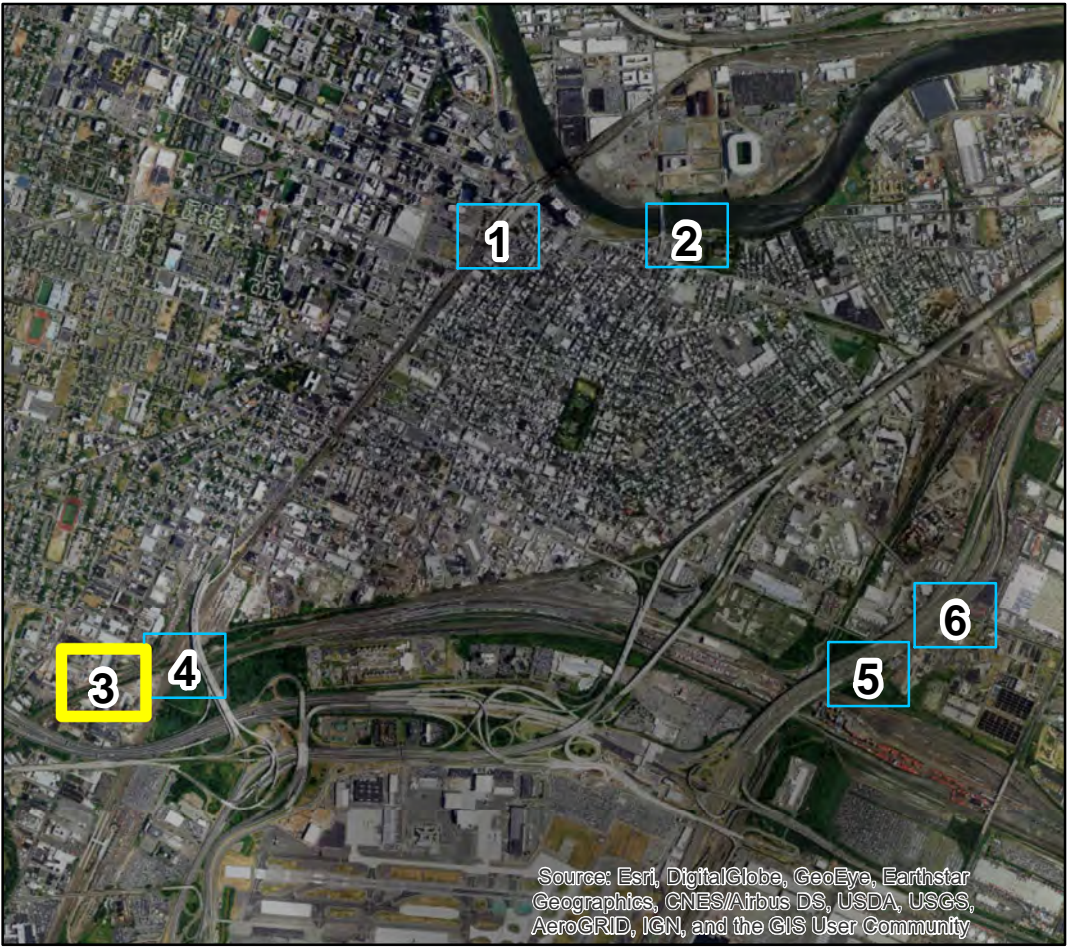 1
2
3
4
5
6
Source: Esri, DigitalGlobe, GeoEye, Earthstar
Geographics, CNES/Airbus DS, USDA, USGS,
AeroGRID, IGN, and the GIS User Community